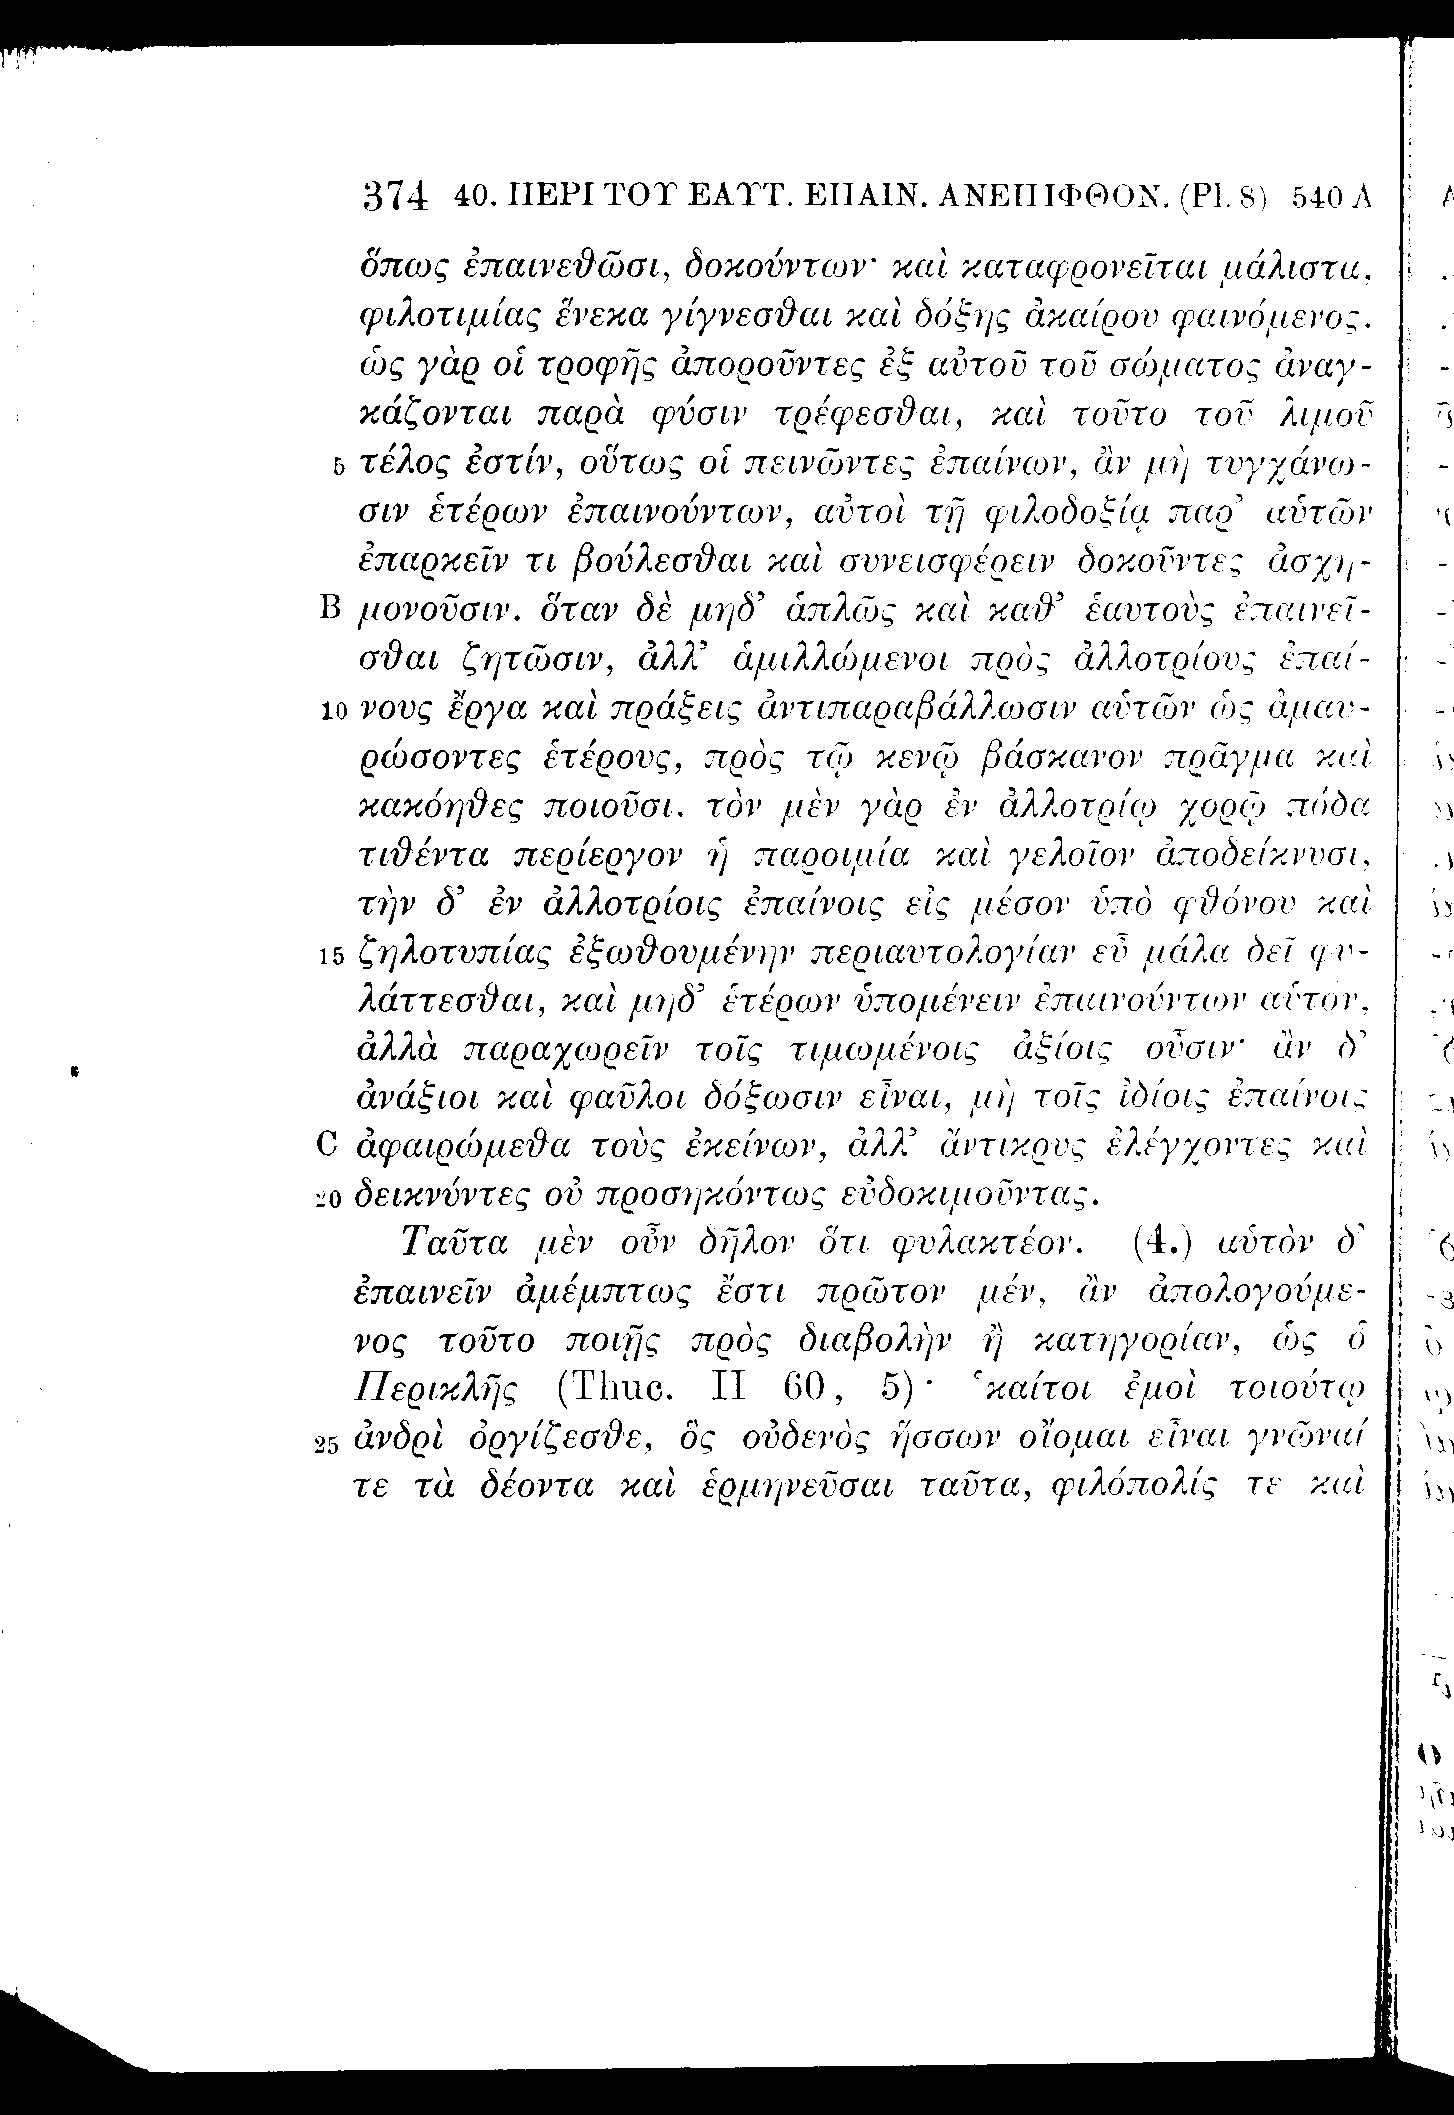 374 40. ΠΕΡΙ ΤΟΥ ΕΑΥΤ. ΕΠΑΙΝ. ΑΝΕΠΙΦΘΟΝ. (Pl. 8) 540 A
ὅπως ἐπαινεθῶσι, δοκούντων· καὶ καταφρονεῖται μάλιστα,
φιλοτιμίας ἕνεκα γίγνεσθαι καὶ δόξης ἀκαίρου φαινόμενος.
ὡς γὰρ οἱ τροφῆς ἀποροῦντες ἐξ αὐτοῦ τοῦ σώματος ἀναγ-
κάζονται παρὰ φύσιν τρέφεσθαι, καὶ τοῦτο τοῦ λιμοῦ
5 τέλος ἐστίν, οὕτως οἱ πεινῶντες ἐπαίνων, ἂν μὴ τυγχάνω-
σιν ἑτέρων ἐπαινούντων, αὐτοὶ τῇ φιλοδοξίᾳ παρ’ αὑτῶν
ἐπαρκεῖν τι βούλεσθαι καὶ συνεισφέρειν δοκοῦντες ἀσχη-
B μονοῦσιν. ὅταν δὲ μηδ’ ἁπλῶς καὶ καθ’ ἑαυτοὺς ἐπαινεῖ-
σθαι ζητῶσιν, ἀλλ’ ἁμιλλώμενοι πρὸς ἀλλοτρίους ἐπαί-
10 νους ἔργα καὶ πράξεις ἀντιπαραβάλλωσιν αὑτῶν ὡς ἀμαυ-
ρώσοντες ἑτέρους, πρὸς τῷ κενῷ βάσκανον πρᾶγμα καὶ
κακόηθες ποιοῦσι. τὸν μὲν γὰρ ἐν ἀλλοτρίῳ χορῷ πόδα
τιθέντα περίεργον ἡ παροιμία καὶ γελοῖον ἀποδείκνυσι,
τὴν δ’ ἐν ἀλλοτρίοις ἐπαίνοις εἰς μέσον ὑπὸ φθόνου καὶ
15 ζηλοτυπίας ἐξωθουμένην περιαυτολογίαν εὖ μάλα δεῖ φυ-
λάττεσθαι, καὶ μηδ’ ἑτέρων ὑπομένειν ἐπαινούντων αὑτόν,
ἀλλὰ παραχωρεῖν τοῖς τιμωμένοις ἀξίοις οὖσιν· ἂν δ’
ἀνάξιοι καὶ φαῦλοι δόξωσιν εἶναι, μὴ τοῖς ἰδίοις ἐπαίνοις
C ἀφαιρώμεθα τοὺς ἐκείνων, ἀλλ’ ἄντικρυς ἐλέγχοντες καὶ
20 δεικνύντες οὐ προσηκόντως εὐδοκιμοῦντας.
Ταῦτα μὲν οὖν δῆλον ὅτι φυλακτέον. (4.) αὑτὸν δ’
ἐπαινεῖν ἀμέμπτως ἔστι πρῶτον μέν, ἂν ἀπολογούμε-
νος τοῦτο ποιῇς πρὸς διαβολὴν ἢ κατηγορίαν, ὡς ὁ
Περικλῆς (Thuc. II 60, 5)· ‘καίτοι ἐμοὶ τοιούτῳ
25 ἀνδρὶ ὀργίζεσθε, ὃς οὐδενὸς ἥσσων οἴομαι εἶναι γνῶναί
τε τὰ δέοντα καὶ ἑρμηνεῦσαι ταῦτα, φιλόπολίς τε καὶ